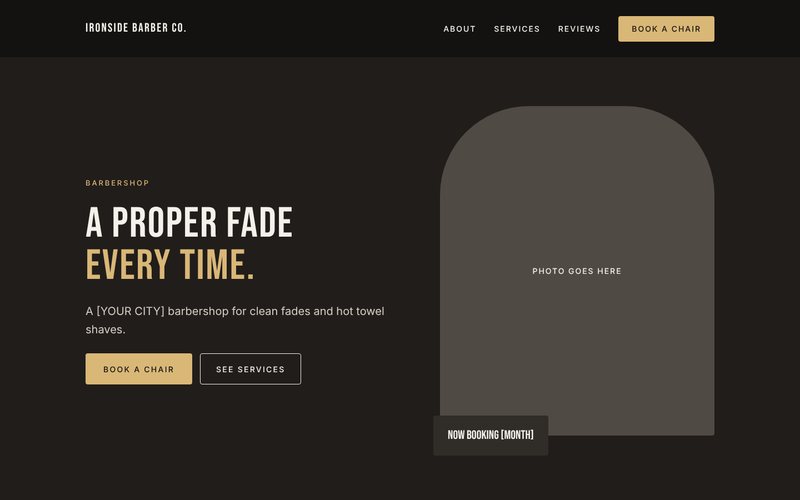 IRONSIDE BARBER CO.
ABOUT
SERVICES
REVIEWS
BOOK A CHAIR
BARBERSHOP
A PROPER FADE
EVERY TIME.
A [YOUR CITY] barbershop for clean fades and hot towel
shaves.
BOOK A CHAIR
SEE SERVICES
PHOTO GOES HERE
NOW BOOKING [MONTH]